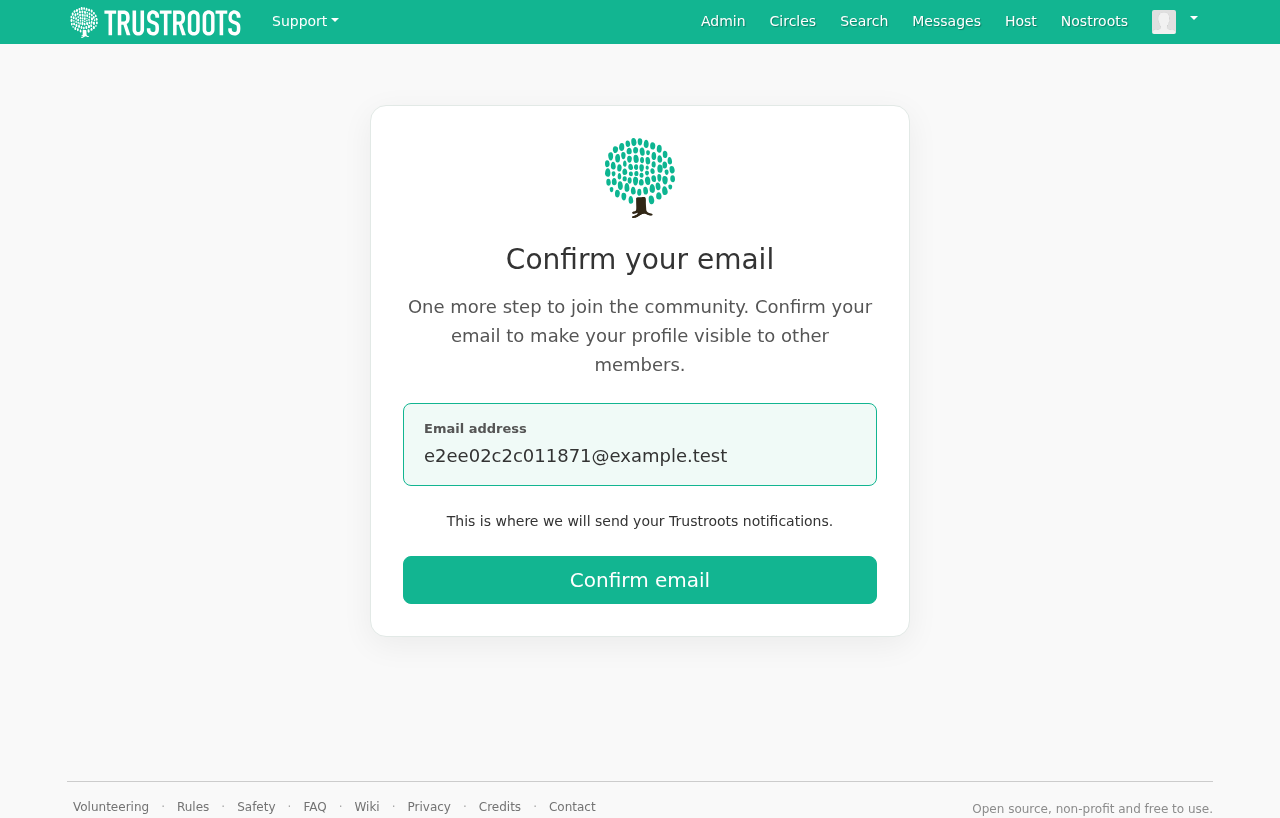 TRUSTROOTS Support Admin Circles Search Messages Host Nostroots
Confirm your email
One more step to join the community. Confirm your
email to make your profile visible to other
members.
Email address
e2ee02c2c011871@example.test
This is where we will send your Trustroots notifications.
Confirm email
Volunteering · Rules · Safety · FAQ · Wiki · Privacy · Credits · Contact
Open source, non-profit and free to use.